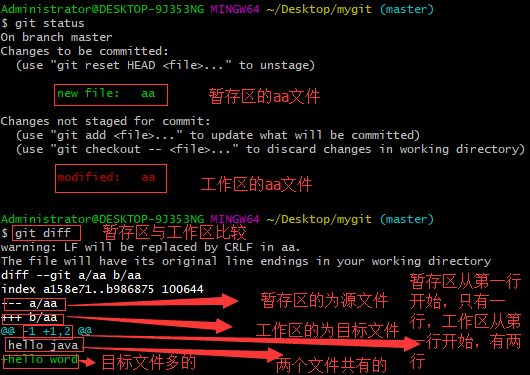 Administrator@DESKTOP-9J353NG MINGW64 ~/Desktop/mygit (master)
$ git status
On branch master
Changes to be committed:
(use "git reset HEAD <file>..." to unstage)
new file: aa
暂存区的aa文件
Changes not staged for commit:
(use "git add <file>..." to update what will be committed)
(use "git checkout -- <file>..." to discard changes in working directory)
modified: aa
工作区的aa文件
Administrator@DESKTOP-9J353NG MINGW64 ~/Desktop/mygit (master)
$ git diff
暂存区与工作区比较
warning: LF will be replaced by CRLF in aa.
The file will have its original line endings in your working directory
diff --git a/aa b/aa
index a158e71..b986875 100644
--- a/aa
暂存区的为源文件
+++ b/aa
工作区的为目标文件
@@ -1 +1,2 @@
hello java
两个文件共有的
+hello word
目标文件多的
暂存区从第一行
开始，只有一
行，工作区从第
一行开始，有两
行